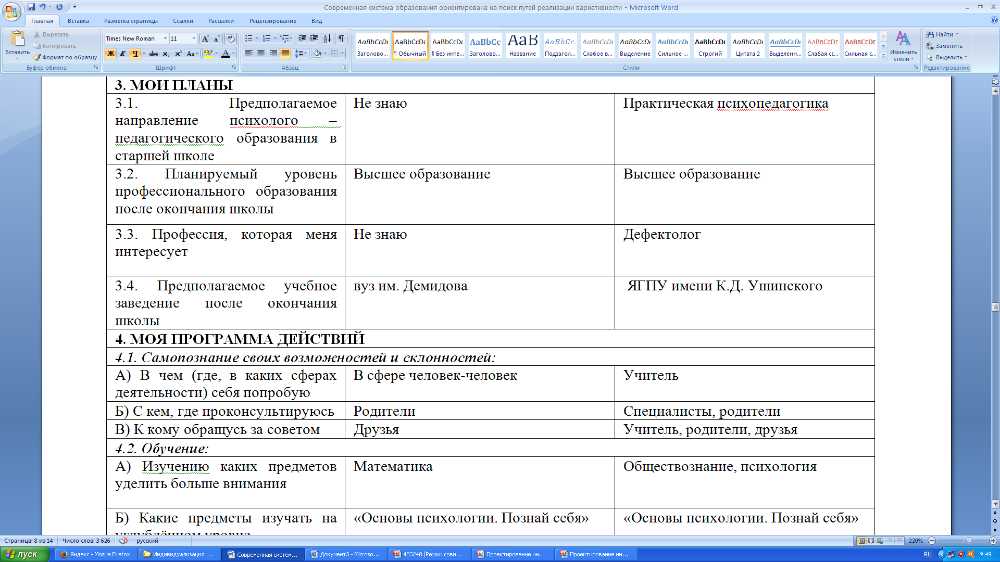 Современная система образования ориентирована на поиск путей реализации вариативности - Microsoft Word
Главная Вставка Разметка страницы Ссылки Рассылки Рецензирование Вид
Вставить
Вырезать
Копировать
Формат по образцу
Буфер обмена
Times New Roman 11
Ж К Ч abc x₂ x² Aa
Шрифт
Абзац
AaBbCcDc AaBbCcDc AaBbCcDc AaBbCc AaB AaBbCc. AaBbCcDc AaBbCcDc AaBbCcDc AaBbCcDc AaBbCcDc AaBbCcDc AABBCCDD AABBCCDD
Заголово... ¶ Обычный ¶ Без инте... Заголово... Название Подзагол... Слабое в... Выделение Сильное ... Строгий Цитата 2 Выделенн... Слабая сс... Сильная с...
Стили
Изменить стили
Найти
Заменить
Выделить
Редактирование
3. МОИ ПЛАНЫ
3.1. Предполагаемое
направление психолого –
педагогического образования в
старшей школе
Не знаю
Практическая психопедагогика
3.2. Планируемый уровень
профессионального образования
после окончания школы
Высшее образование
Высшее образование
3.3. Профессия, которая меня
интересует
Не знаю
Дефектолог
3.4. Предполагаемое учебное
заведение после окончания
школы
вуз им. Демидова
ЯГПУ имени К.Д. Ушинского
4. МОЯ ПРОГРАММА ДЕЙСТВИЙ
4.1. Самопознание своих возможностей и склонностей:
А) В чем (где, в каких сферах
деятельности) себя попробую
В сфере человек-человек
Учитель
Б) С кем, где проконсультируюсь
Родители
Специалисты, родители
В) К кому обращусь за советом
Друзья
Учитель, родители, друзья
4.2. Обучение:
А) Изучению каких предметов
уделить больше внимания
Математика
Обществознание, психология
Б) Какие предметы изучать на
углублённом уровне
«Основы психологии. Познай себя»
«Основы психологии. Познай себя»
Страница: 8 из 14 Число слов: 3 626 русский 220%
пуск Яндекс - Mozilla Firefox Индивидуализация ... Современная систем... Документ3 - Microso... 483240 [Режим совм... Проектирование ин... Проектирование ин... RU 9:49